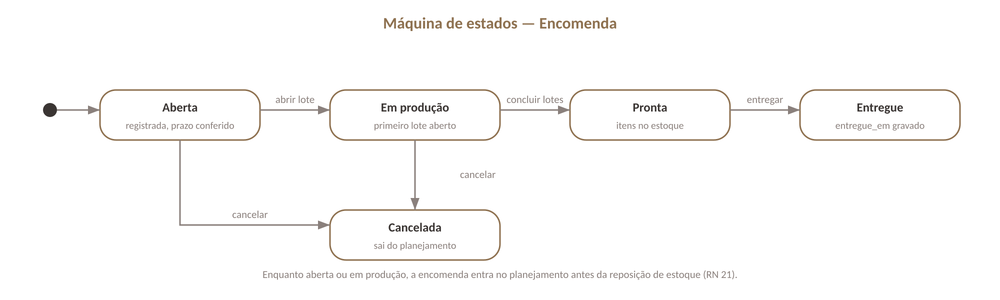 Máquina de estados — Encomenda
abrir lote
concluir lotes
entregar
Aberta
registrada, prazo conferido
Em produção
primeiro lote aberto
Pronta
itens no estoque
Entregue
entregue_em gravado
cancelar
cancelar
Cancelada
sai do planejamento
Enquanto aberta ou em produção, a encomenda entra no planejamento antes da reposição de estoque (RN 21).